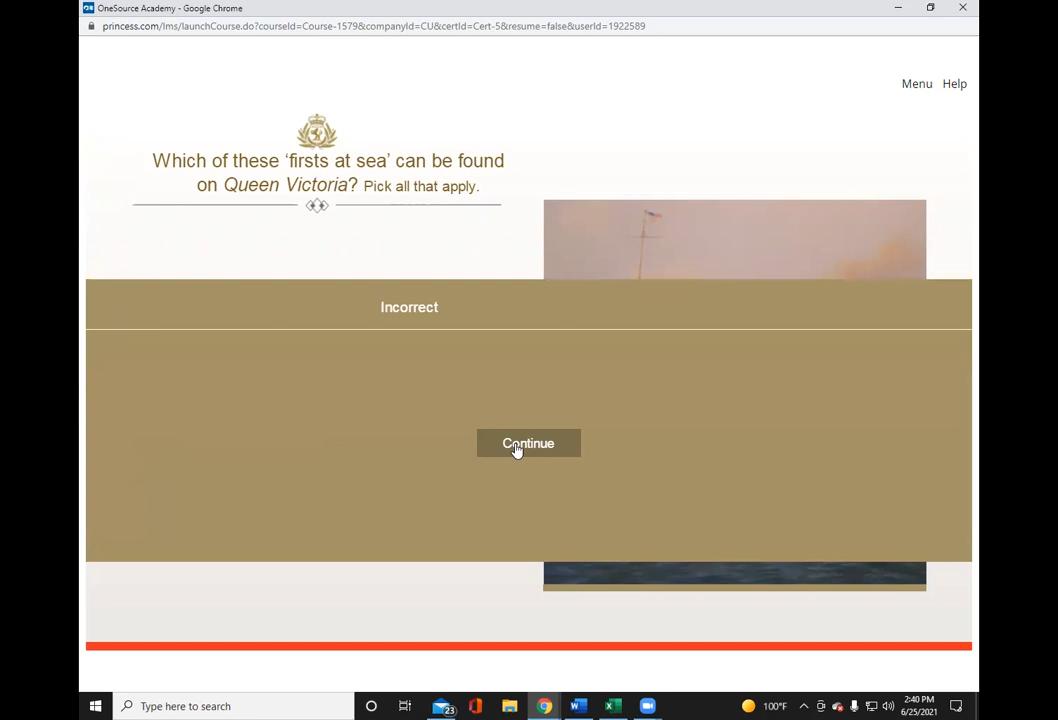 OneSource Academy - Google Chrome
princess.com/lms/launchCourse.do?courseId=Course-1579&companyId=CU&certId=Cert-5&resume=false&userId=1922589
Menu Help
Which of these ‘firsts at sea’ can be found
on Queen Victoria? Pick all that apply.
Incorrect
Continue
Type here to search
23
100°F
2:40 PM
6/25/2021